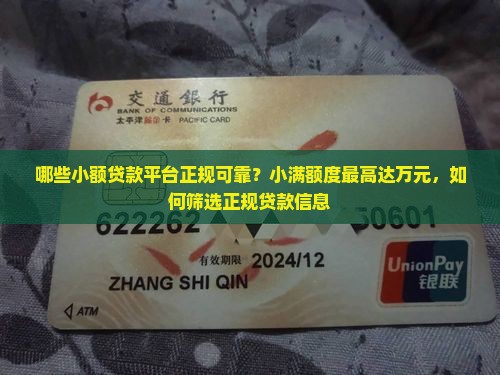 交通銀行
BANK OF COMMUNICATIONS
太平洋 卡 PACIFIC CARD
哪些小额贷款平台正规可靠？小满额度最高达万元，如
何筛选正规贷款信息
622262 30601
有效期限 2024/12
ZHANG SHI QIN
UnionPay
银联
ATM